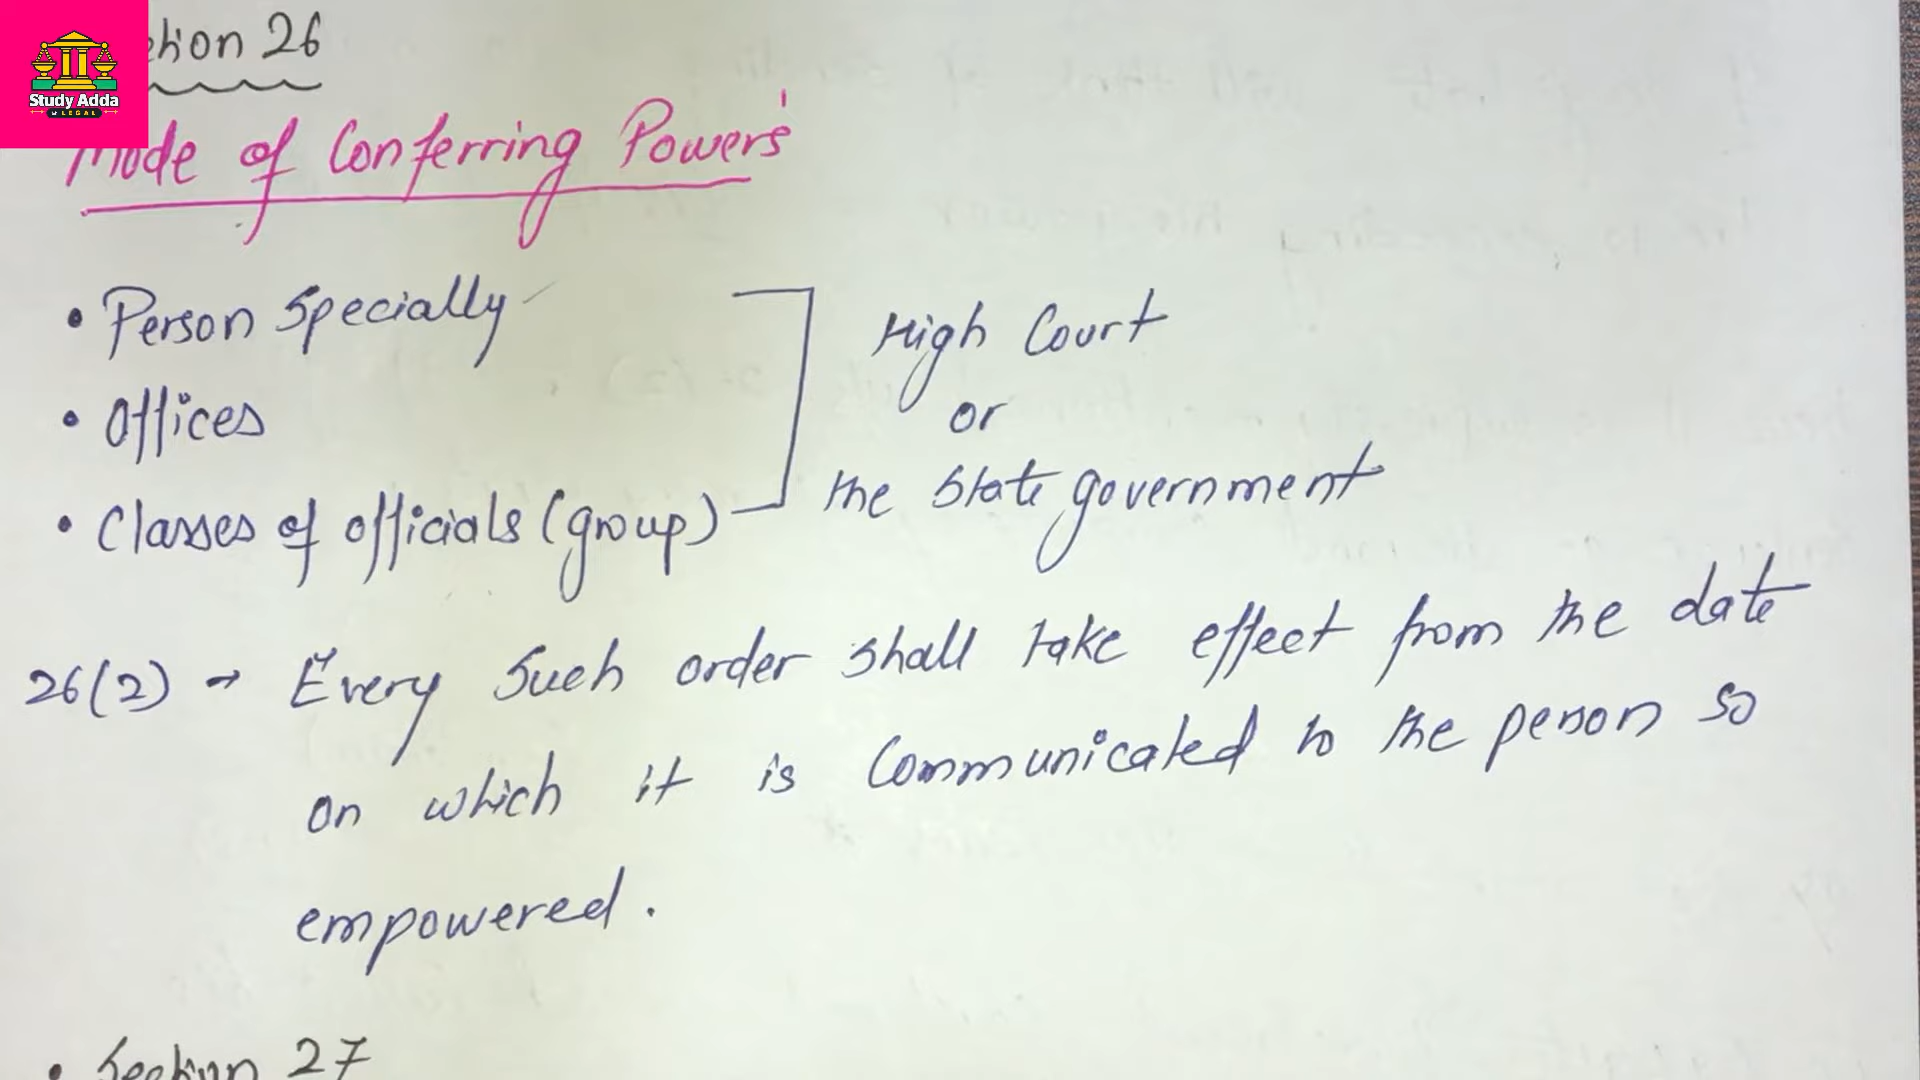 ction 26
Study Adda
LEGAL
Mode of Conferring Powers'
• Person Specially
• Offices
• Classes of officials (group)
High Court
or
the State government
26(2) → Every Such order shall take effect from the date
on which it is Communicated to the person so
empowered.
• Section 27